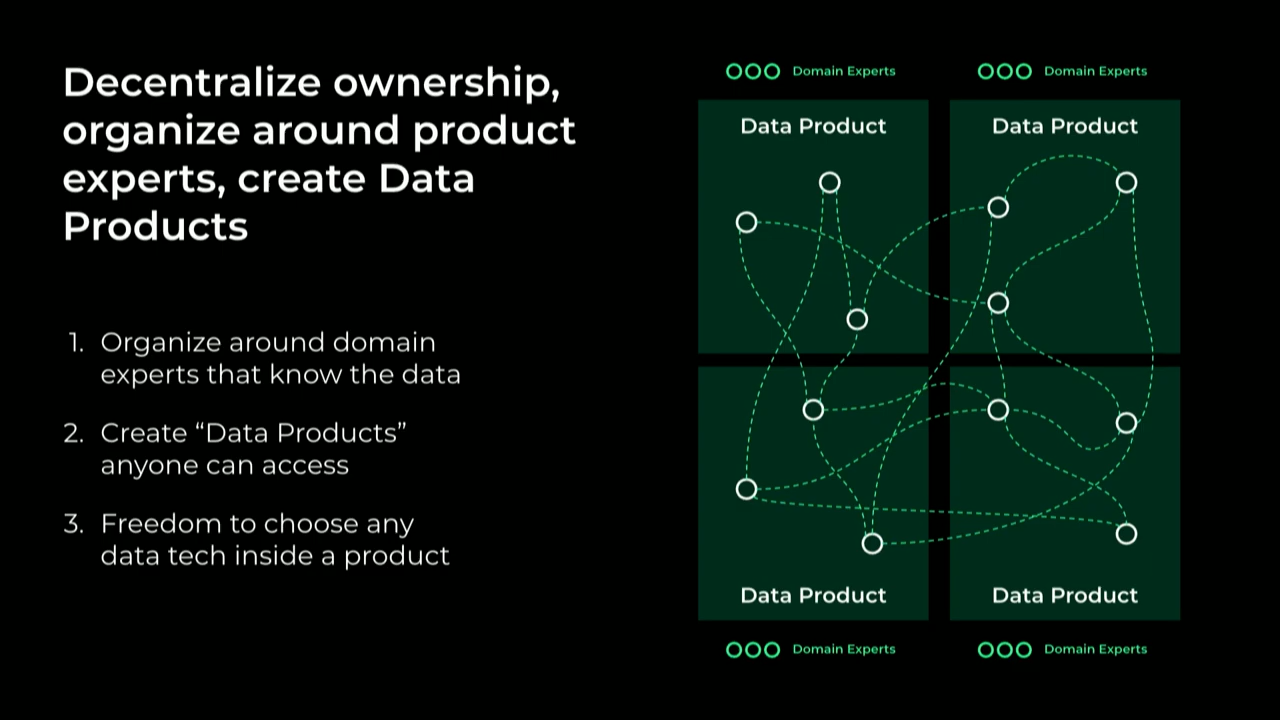 Decentralize ownership,
organize around product
experts, create Data
Products
1. Organize around domain
experts that know the data
2. Create “Data Products”
anyone can access
3. Freedom to choose any
data tech inside a product
Domain Experts
Domain Experts
Data Product
Data Product
Data Product
Data Product
Domain Experts
Domain Experts